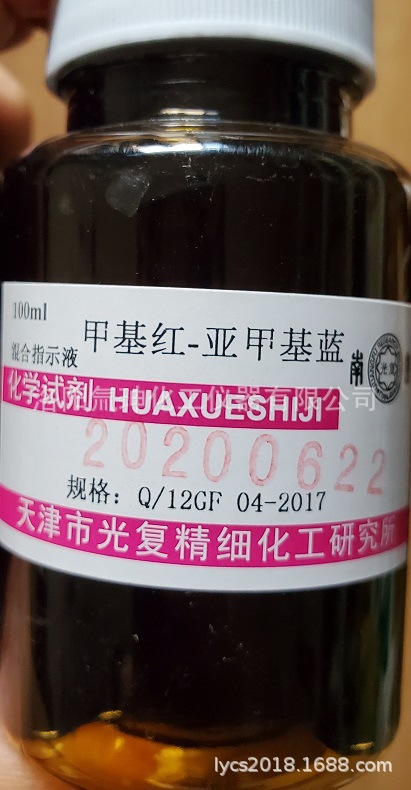 100ml
混合指示液
甲基红-亚甲基蓝
南
化学试剂 HUAXUESHIJI
20200622
规格: Q/12GF 04-2017
天津市光复精细化工研究所
lycs2018.1688.com